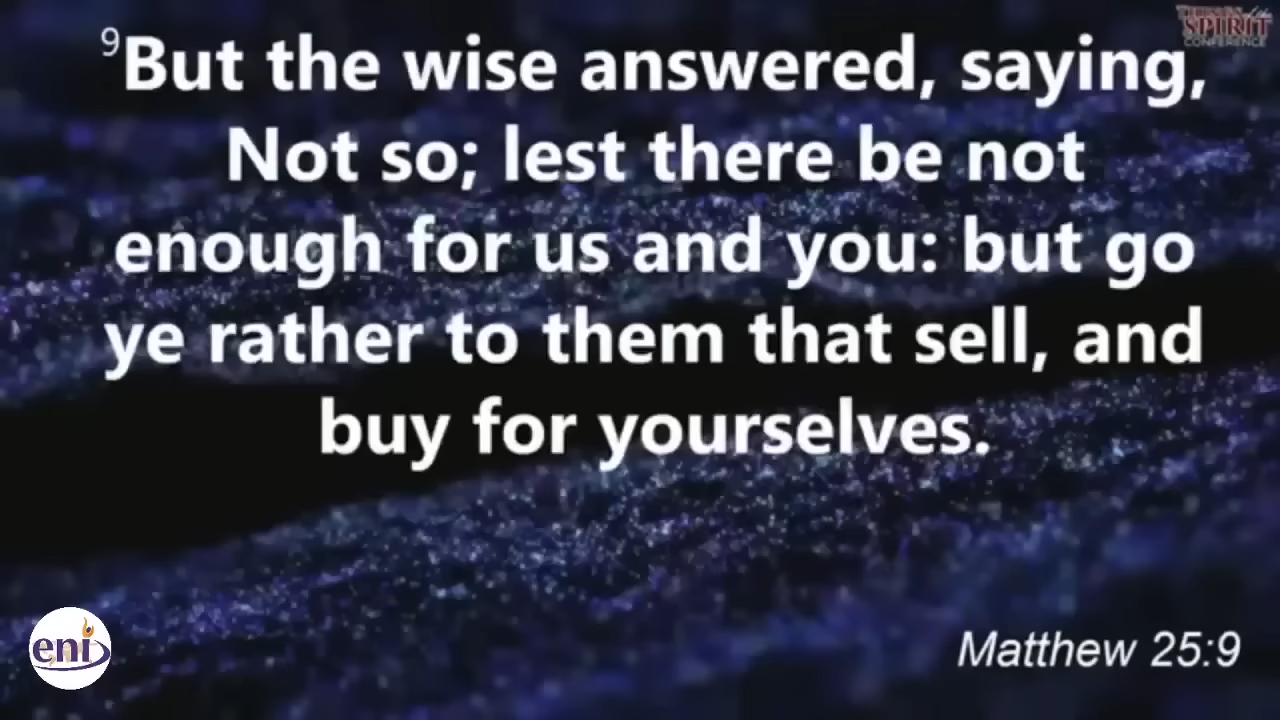 SPIRIT
CONFERENCE
9But the wise answered, saying,
Not so; lest there be not
enough for us and you: but go
ye rather to them that sell, and
buy for yourselves.
eni
Matthew 25:9